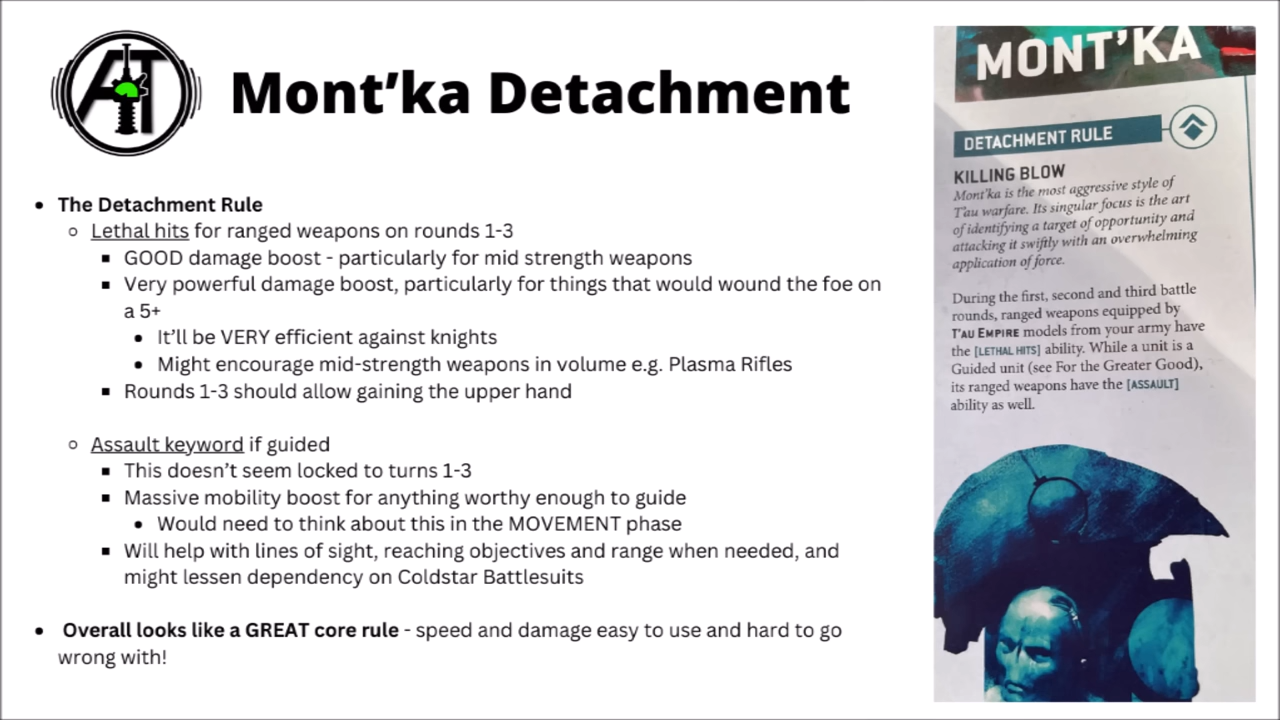 AT
Mont’ka Detachment
• The Detachment Rule
○ Lethal hits for ranged weapons on rounds 1-3
▪ GOOD damage boost - particularly for mid strength weapons
▪ Very powerful damage boost, particularly for things that would wound the foe on
a 5+
• It’ll be VERY efficient against knights
• Might encourage mid-strength weapons in volume e.g. Plasma Rifles
▪ Rounds 1-3 should allow gaining the upper hand
○ Assault keyword if guided
▪ This doesn’t seem locked to turns 1-3
▪ Massive mobility boost for anything worthy enough to guide
• Would need to think about this in the MOVEMENT phase
▪ Will help with lines of sight, reaching objectives and range when needed, and
might lessen dependency on Coldstar Battlesuits
• Overall looks like a GREAT core rule - speed and damage easy to use and hard to go
wrong with!
MONT’KA
DETACHMENT RULE
KILLING BLOW
Mont’ka is the most aggressive style of
T’au warfare. Its singular focus is the art
of identifying a target of opportunity and
attacking it swiftly with an overwhelming
application of force.
During the first, second and third battle
rounds, ranged weapons equipped by
T’AU EMPIRE models from your army have
the [LETHAL HITS] ability. While a unit is a
Guided unit (see For the Greater Good),
its ranged weapons have the [ASSAULT]
ability as well.